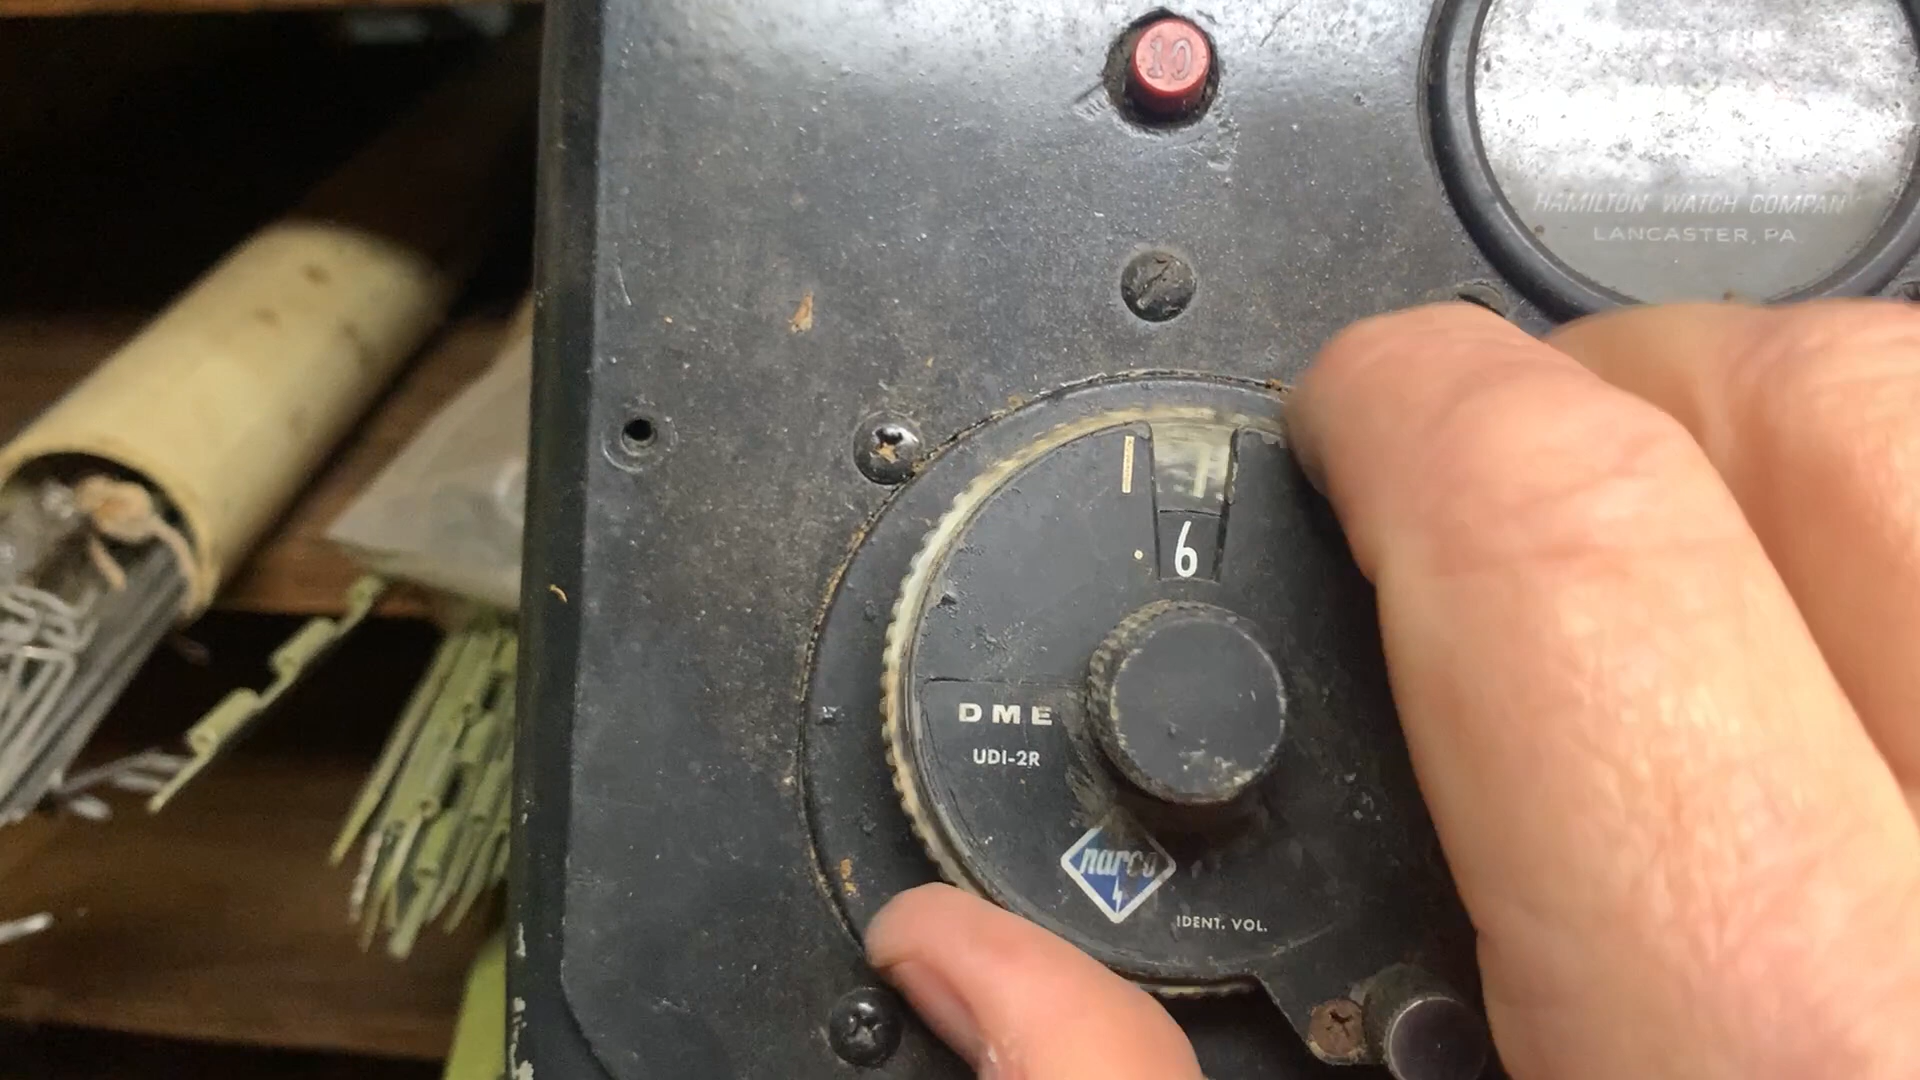 10
HAMILTON WATCH COMPAN
LANCASTER, PA.
6
DME
UDI-2R
narco
IDENT. VOL.